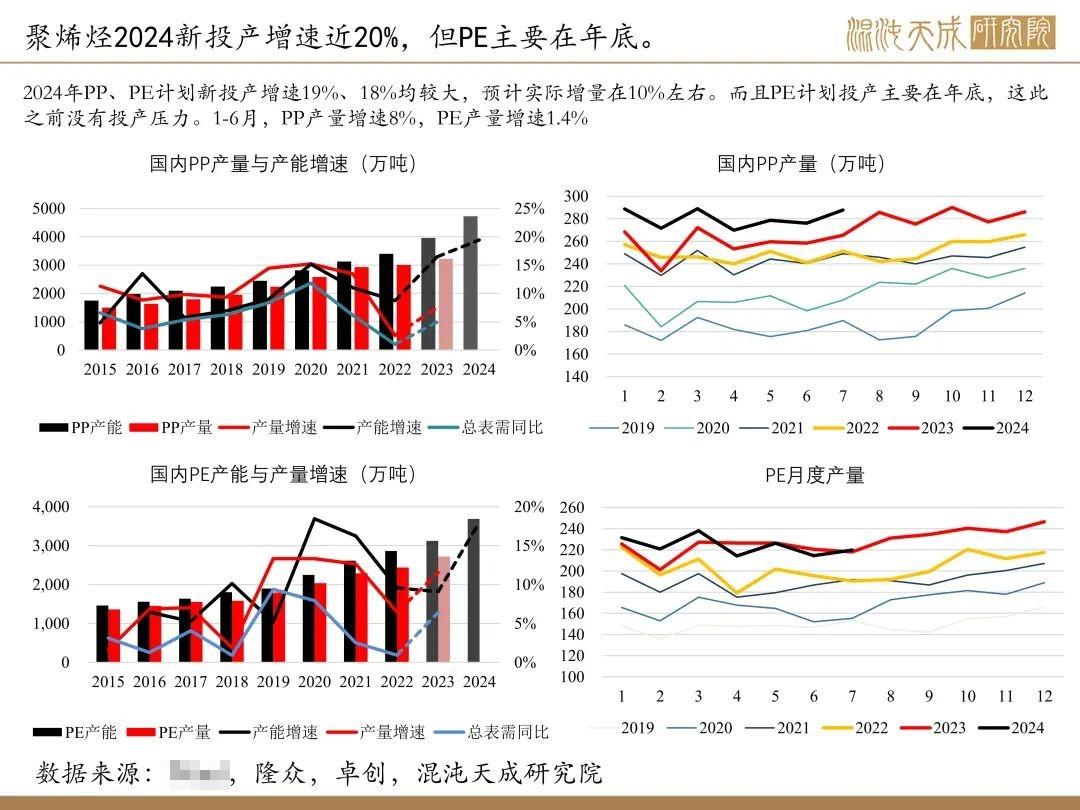 聚烯烃2024新投产增速近20%，但PE主要在年底。
混沌天成研究院
2024年PP、PE计划新投产增速19%、18%均较大，预计实际增量在10%左右。而且PE计划投产主要在年底，这此
之前没有投产压力。1-6月，PP产量增速8%，PE产量增速1.4%
国内PP产量与产能增速（万吨）
5000 25%
4000 20%
3000 15%
2000 10%
1000 5%
0 0%
2015 2016 2017 2018 2019 2020 2021 2022 2023 2024
PP产能 PP产量 产量增速 产能增速 总表需同比
国内PP产量（万吨）
300
280
260
240
220
200
180
160
140
1 2 3 4 5 6 7 8 9 10 11 12
2019 2020 2021 2022 2023 2024
国内PE产能与产量增速（万吨）
4,000 20%
3,000 15%
2,000 10%
1,000 5%
0 0%
2015 2016 2017 2018 2019 2020 2021 2022 2023 2024
PE产能 PE产量 产能增速 产量增速 总表需同比
PE月度产量
260
240
220
200
180
160
140
120
100
1 2 3 4 5 6 7 8 9 10 11 12
2019 2020 2021 2022 2023 2024
数据来源： ，隆众，卓创，混沌天成研究院